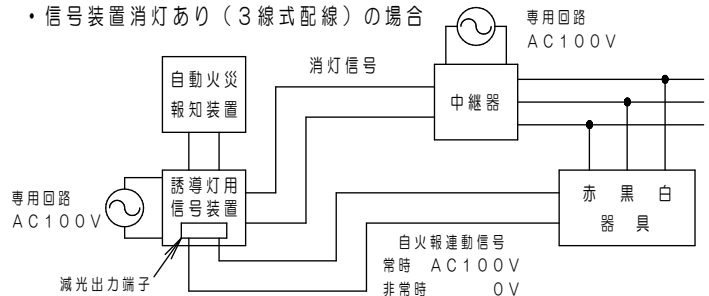 ・信号装置消灯あり（３線式配線）の場合
専用回路
ＡＣ１００Ｖ
消灯信号
自動火災
報知装置
中継器
誘導灯用
信号装置
専用回路
ＡＣ１００Ｖ
赤 黒 白
器 具
自火報連動信号
常時 ＡＣ１００Ｖ
非常時 ０Ｖ
減光出力端子